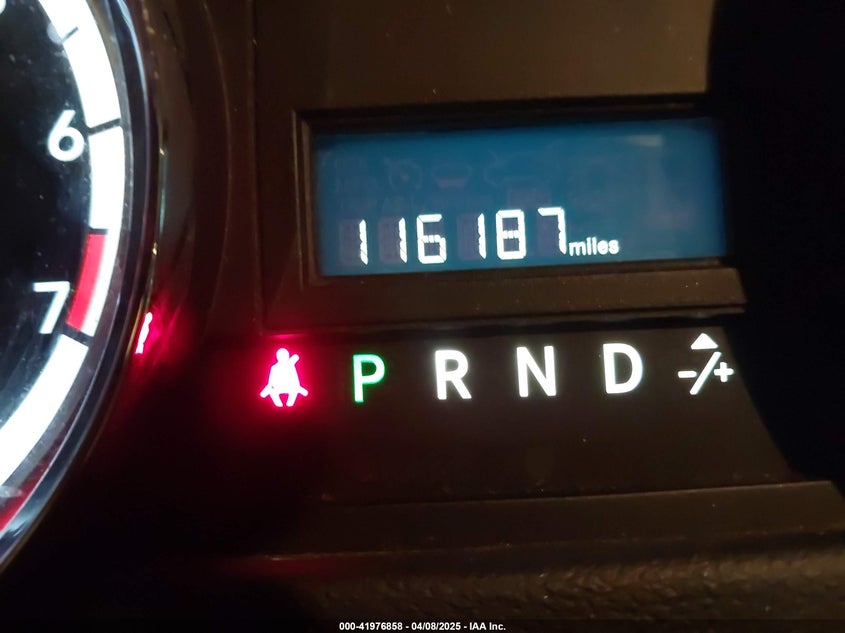 6
7
116187 miles
P R N D -/+
000-41976858 - 04/08/2025 - IAA Inc.